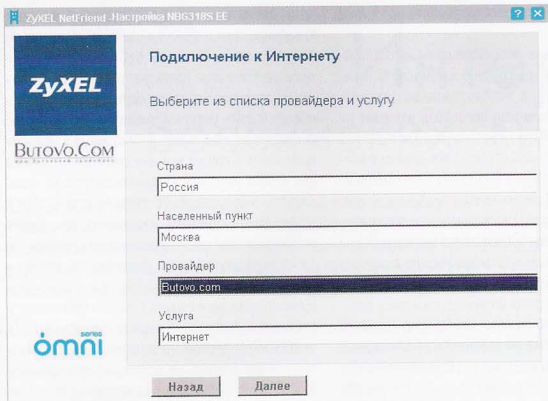 ZyXEL NetFriend - Настройка NBG318S EE
ZyXEL
Подключение к Интернету
Выберите из списка провайдера и услугу
BUTOVO.COM
Страна
Россия
Населенный пункт
Москва
Провайдер
Butovo.com
Услуга
Интернет
series
omni
Назад
Далее